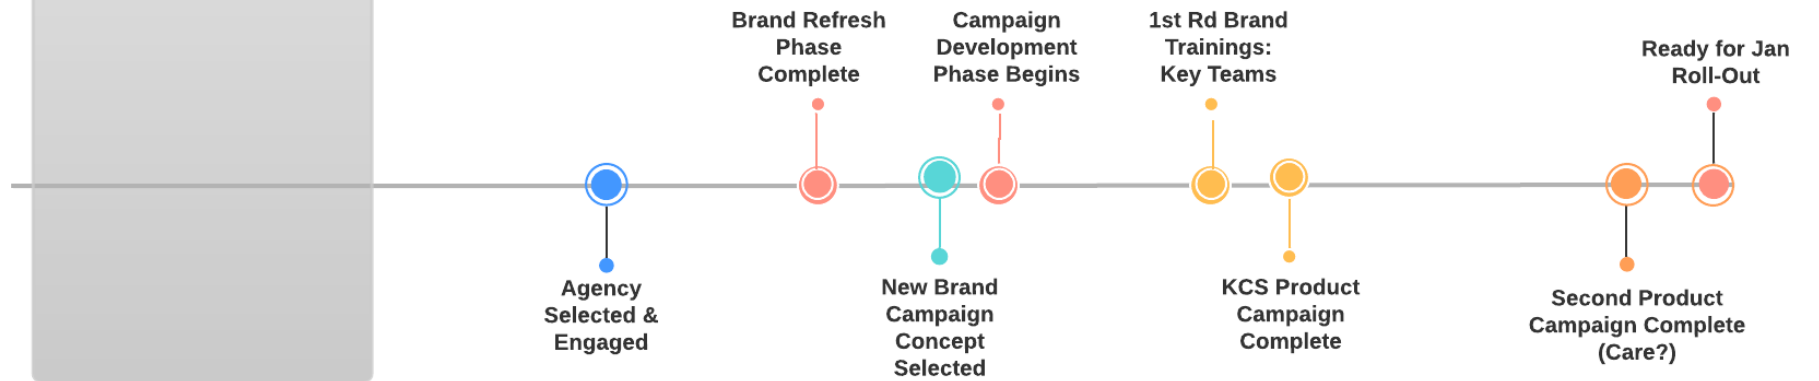 Brand Refresh
Phase
Complete
Campaign
Development
Phase Begins
1st Rd Brand
Trainings:
Key Teams
Ready for Jan
Roll-Out
Agency
Selected &
Engaged
New Brand
Campaign
Concept
Selected
KCS Product
Campaign
Complete
Second Product
Campaign Complete
(Care?)